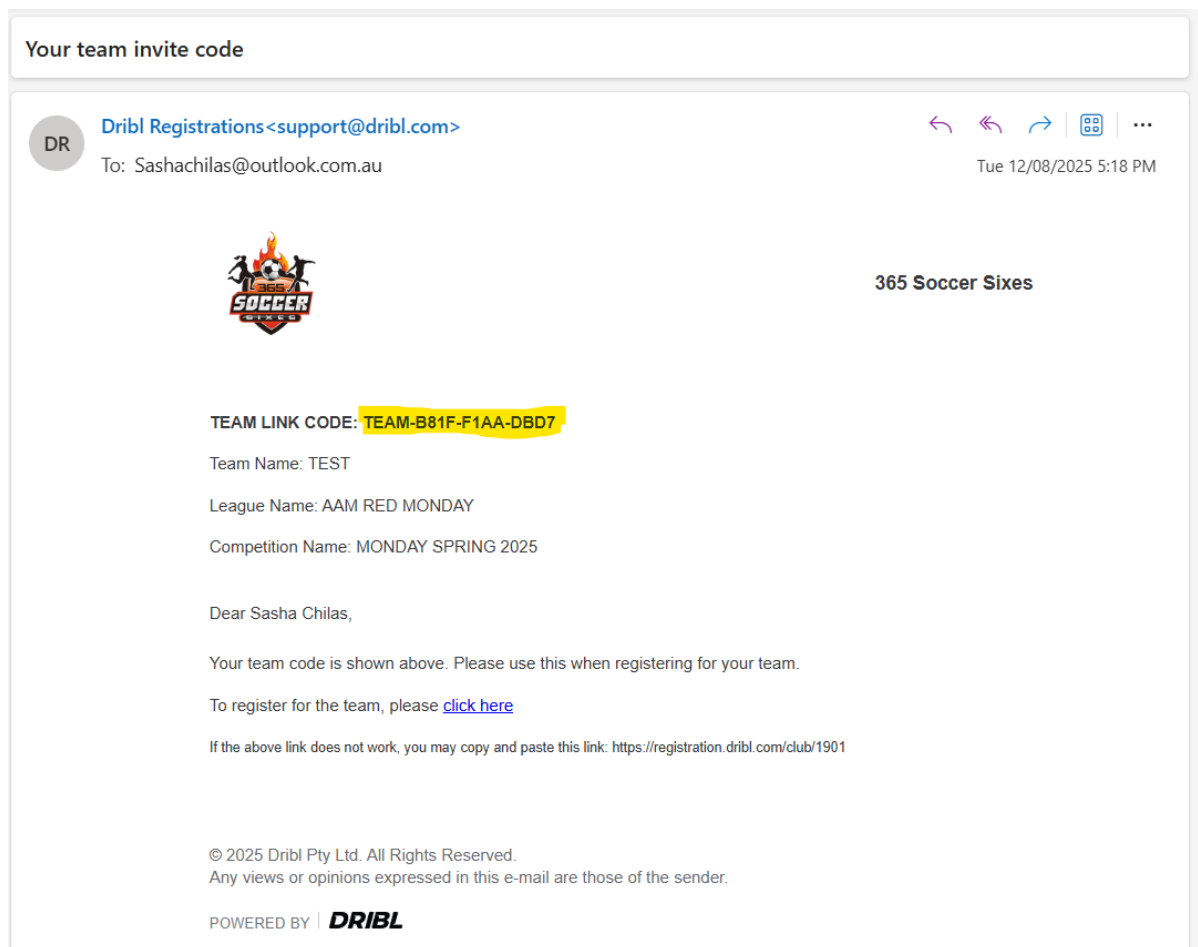 Your team invite code
DR
Dribl Registrations<support@dribl.com>
To: Sashachilas@outlook.com.au
Tue 12/08/2025 5:18 PM
365
SOCCER
SIXES
365 Soccer Sixes
TEAM LINK CODE: TEAM-B81F-F1AA-DBD7
Team Name: TEST
League Name: AAM RED MONDAY
Competition Name: MONDAY SPRING 2025
Dear Sasha Chilas,
Your team code is shown above. Please use this when registering for your team.
To register for the team, please click here
If the above link does not work, you may copy and paste this link: https://registration.dribl.com/club/1901
© 2025 Dribl Pty Ltd. All Rights Reserved.
Any views or opinions expressed in this e-mail are those of the sender.
POWERED BY | DRIBL